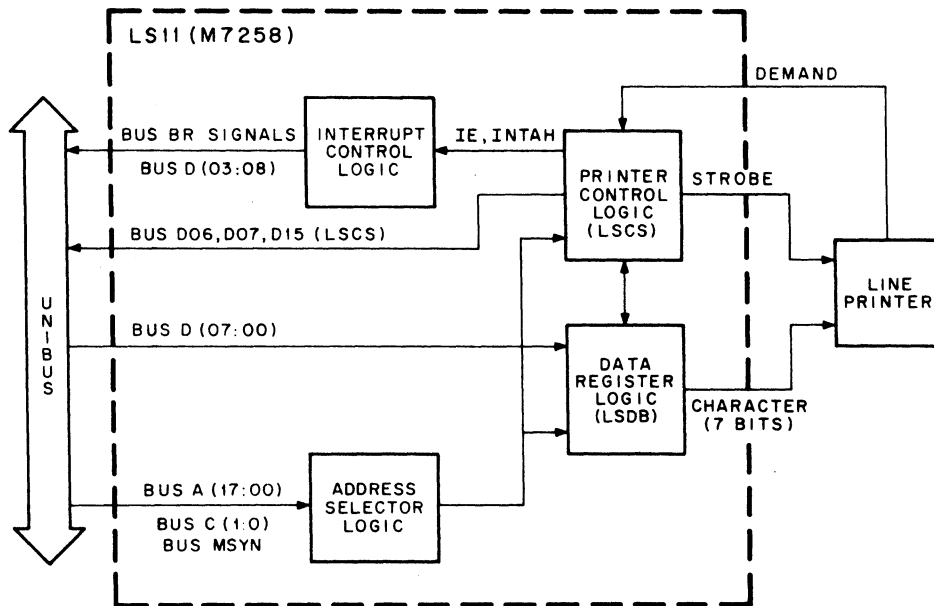 LS11 (M7258)
DEMAND
BUS BR SIGNALS
BUS D (03:08)
INTERRUPT
CONTROL
LOGIC
IE, INTAH
PRINTER
CONTROL
LOGIC
(LSCS)
STROBE
BUS D06, D07, D15 (LSCS)
LINE
PRINTER
UNIBUS
BUS D (07:00)
DATA
REGISTER
LOGIC
(LSDB)
CHARACTER
(7 BITS)
BUS A (17:00)
BUS C (1:0)
BUS MSYN
ADDRESS
SELECTOR
LOGIC